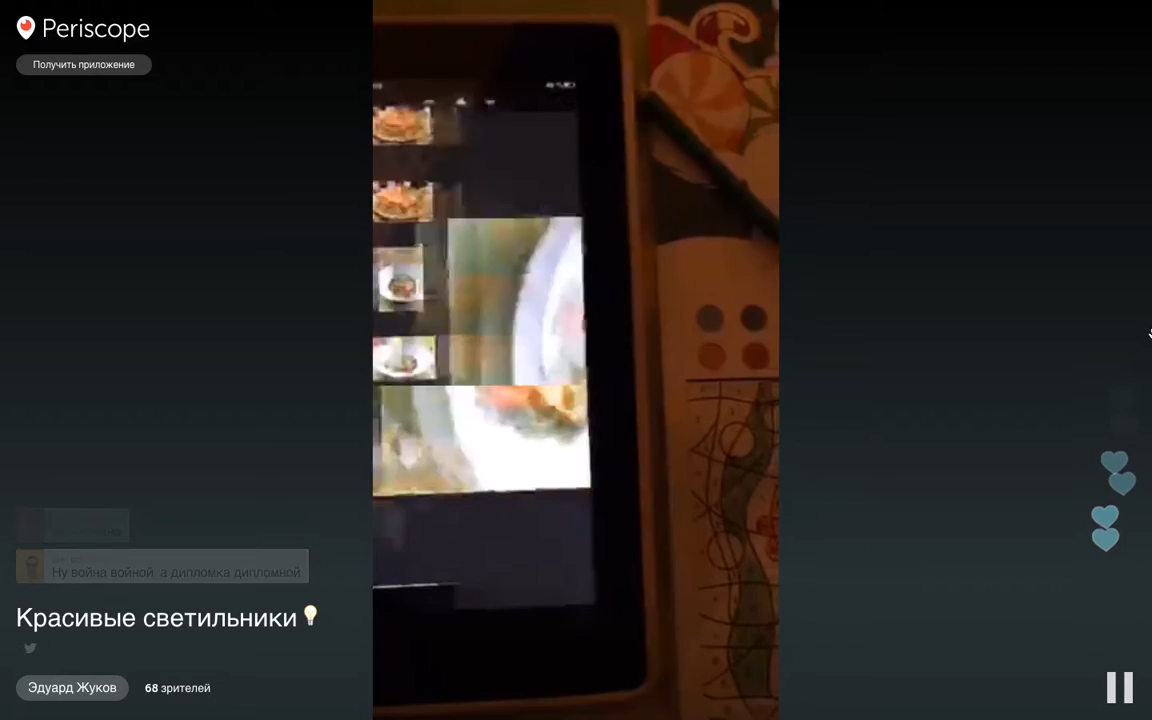 Periscope
Получить приложение
Ну война войной, а дипломка дипломной
Красивые светильники
Эдуард Жуков
68 зрителей